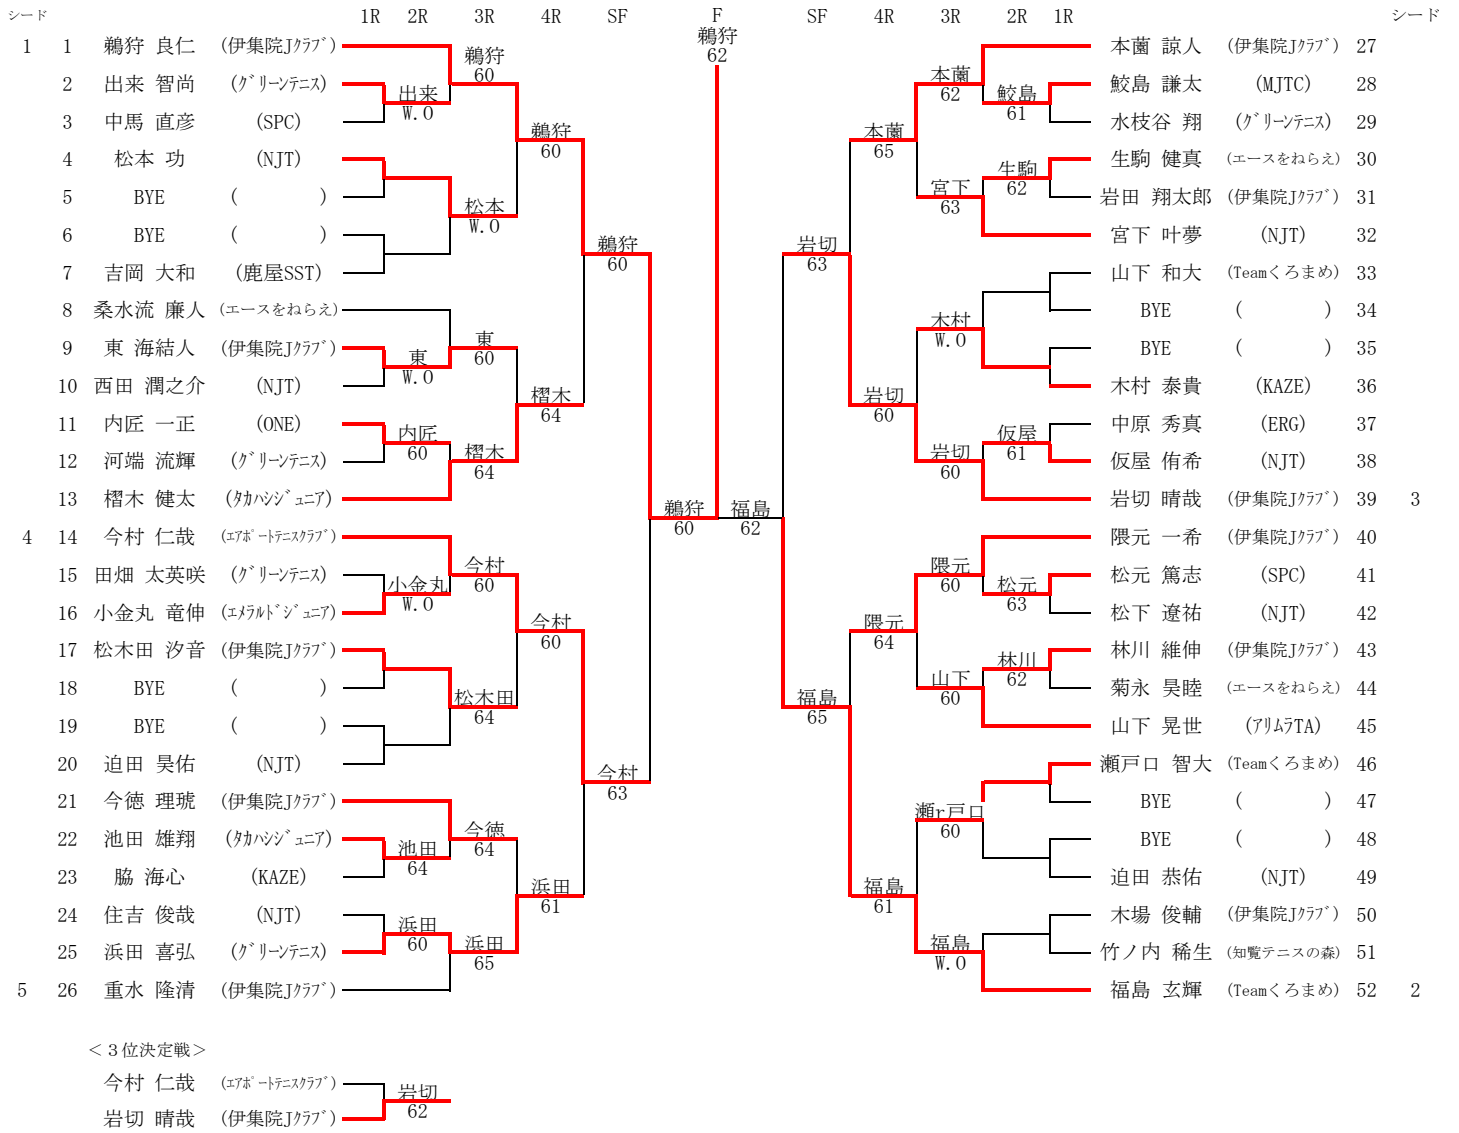 シード 1R 2R 3R 4R SF F SF 4R 3R 2R 1R シード
鵜狩
62
1 1 鵜狩 良仁 (伊集院Jクラブ) 本薗 諒人 (伊集院Jクラブ) 27
鵜狩 60 本薗 62
2 出来 智尚 (グリーンテニス) 鮫島 謙太 (MJTC) 28
出来 W.O 鮫島 61
3 中馬 直彦 (SPC) 水枝谷 翔 (グリーンテニス) 29
鵜狩 60 本薗 65
4 松本 功 (NJT) 生駒 健真 (エースをねらえ) 30
生駒 62
5 BYE ( ) 岩田 翔太郎 (伊集院Jクラブ) 31
松本 W.O 宮下 63
6 BYE ( ) 宮下 叶夢 (NJT) 32
鵜狩 60 岩切 63
7 吉岡 大和 (鹿屋SST) 山下 和大 (Teamくろまめ) 33
8 桑水流 廉人 (エースをねらえ) BYE ( ) 34
東 60 木村 W.O
9 東 海結人 (伊集院Jクラブ) BYE ( ) 35
東 W.O
10 西田 潤之介 (NJT) 木村 泰貴 (KAZE) 36
榴木 64 岩切 60
11 内匠 一正 (ONE) 中原 秀真 (ERG) 37
内匠 60 仮屋 61
12 河端 流輝 (グリーンテニス) 仮屋 侑希 (NJT) 38
榴木 64 岩切 60
13 榴木 健太 (タカハシジュニア) 岩切 晴哉 (伊集院Jクラブ) 39 3
鵜狩 60 福島 62
4 14 今村 仁哉 (エアポートテニスクラブ) 隈元 一希 (伊集院Jクラブ) 40
今村 60 隈元 60
15 田畑 太英咲 (グリーンテニス) 松元 篤志 (SPC) 41
小金丸 W.O 松元 63
16 小金丸 竜伸 (エメラルドジュニア) 松下 遼祐 (NJT) 42
今村 60 隈元 64
17 松木田 汐音 (伊集院Jクラブ) 林川 維伸 (伊集院Jクラブ) 43
林川 62
18 BYE ( ) 菊永 昊睦 (エースをねらえ) 44
松木田 64 山下 60
福島 65
19 BYE ( ) 山下 晃世 (アリムラTA) 45
20 迫田 昊佑 (NJT) 瀬戸口 智大 (Teamくろまめ) 46
今村 63
21 今徳 理琥 (伊集院Jクラブ) BYE ( ) 47
今徳 64 瀬r戸口 60
22 池田 雄翔 (タカハシジュニア) BYE ( ) 48
池田 64
23 脇 海心 (KAZE) 迫田 恭佑 (NJT) 49
浜田 61 福島 61
24 住吉 俊哉 (NJT) 木場 俊輔 (伊集院Jクラブ) 50
浜田 60
25 浜田 喜弘 (グリーンテニス) 竹ノ内 稀生 (知覧テニスの森) 51
浜田 65 福島 W.O
5 26 重水 隆清 (伊集院Jクラブ) 福島 玄輝 (Teamくろまめ) 52 2
＜３位決定戦＞
今村 仁哉 (エアポートテニスクラブ)
岩切 62
岩切 晴哉 (伊集院Jクラブ)